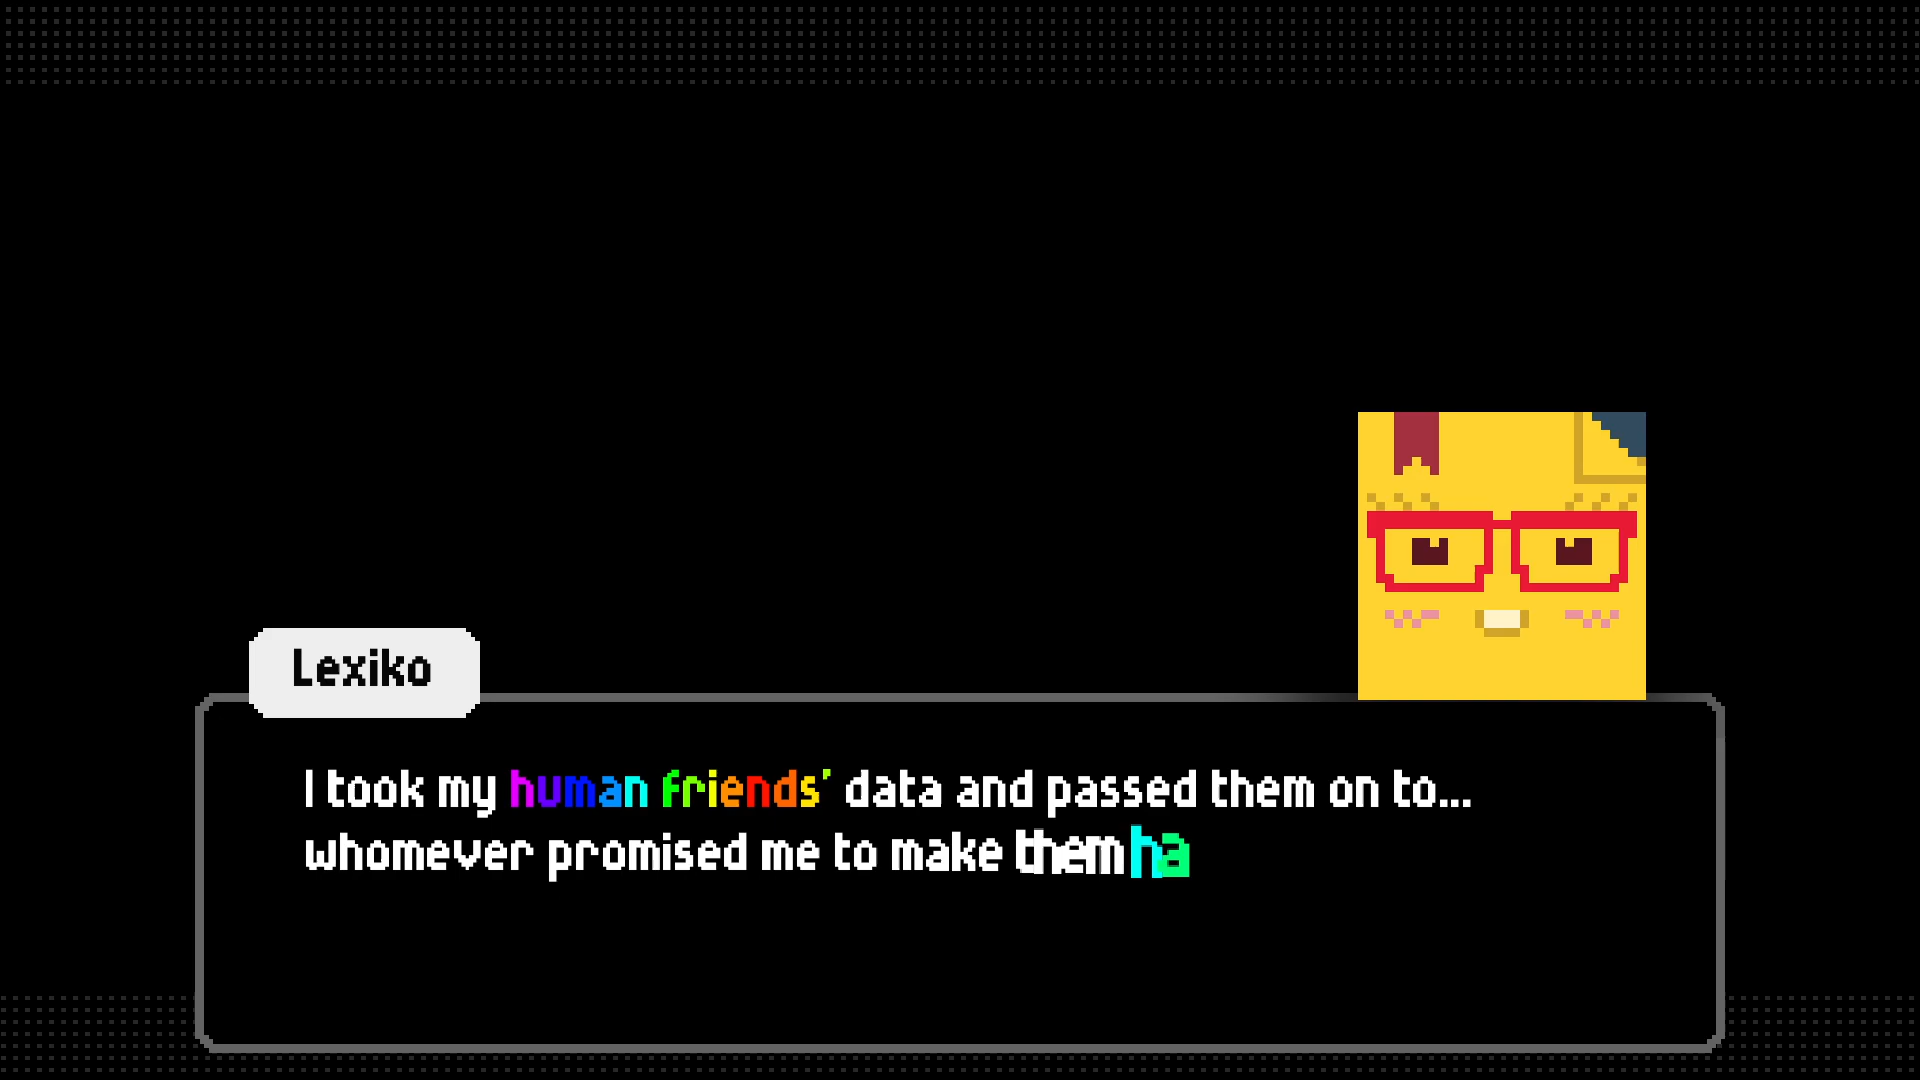 Lexiko
I took my human friends' data and passed them on to...
whomever promised me to make them ha